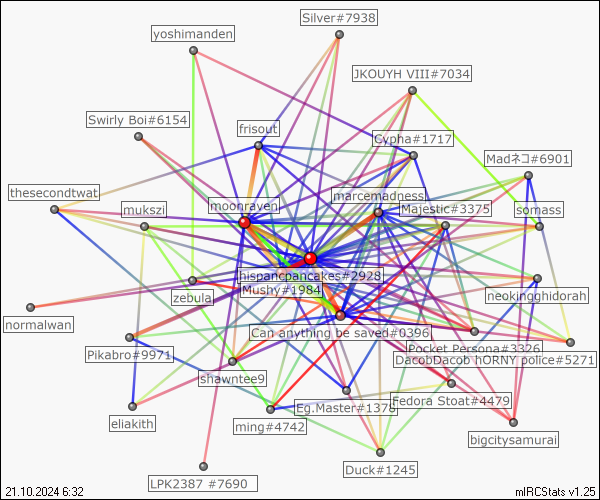 Silver#7938
yoshimanden
JKOUYH VIII#7034
Swirly Boi#6154
frisout
Cypha#1717
Madネコ#6901
thesecondtwat
mukszi
moonraven
marcemadness
Majestic#3375
somass
hispancpancakes#2928
Mushy#1984
zebula
neokingghidorah
normalwan
Can anything be saved#0396
Pocket Persona#3326
Pikabro#9971
DacobDacob hORNY police#5271
shawntee9
eliakith
Eg.Master#1378
Fedora Stoat#4479
ming#4742
bigcitysamurai
Duck#1245
LPK2387 #7690
21.10.2024 6:32
mIRCStats v1.25